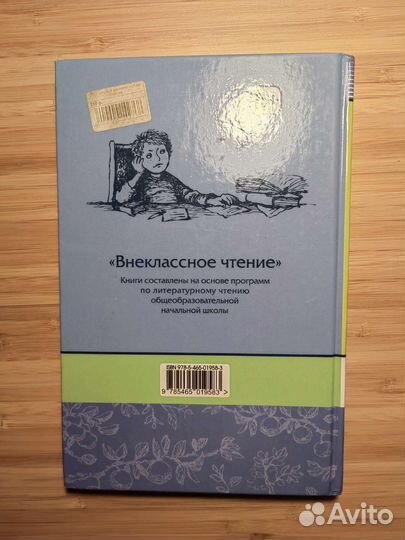 «Внеклассное чтение»
Книги составлены на основе программ
по литературному чтению
общеобразовательной
начальной школы
ISBN 978-5-465-01958-3
9 785465 019583 >
Avito